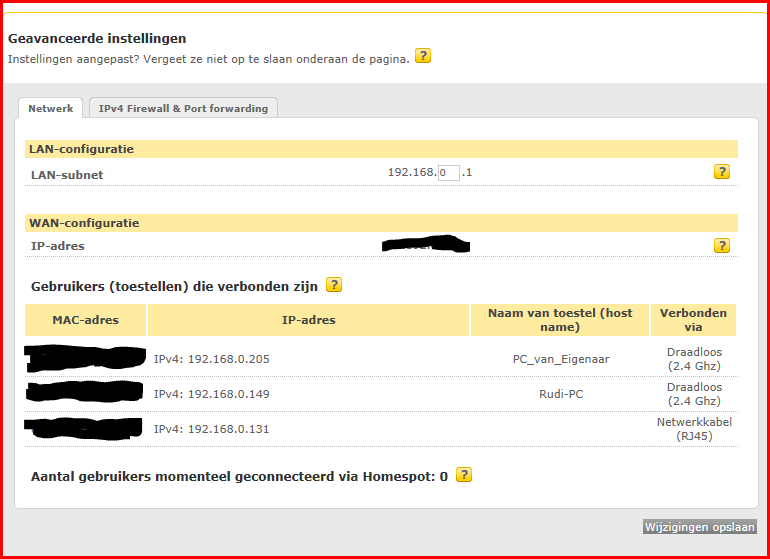 Geavanceerde instellingen
Instellingen aangepast? Vergeet ze niet op te slaan onderaan de pagina. ?
Netwerk IPv4 Firewall & Port forwarding
LAN-configuratie
LAN-subnet 192.168.0.1 ?
WAN-configuratie
IP-adres ?
Gebruikers (toestellen) die verbonden zijn ?
MAC-adres IP-adres Naam van toestel (host name) Verbonden via
IPv4: 192.168.0.205 PC_van_Eigenaar Draadloos (2.4 Ghz)
IPv4: 192.168.0.149 Rudi-PC Draadloos (2.4 Ghz)
IPv4: 192.168.0.131 Netwerkkabel (RJ45)
Aantal gebruikers momenteel geconnecteerd via Homespot: 0 ?
Wijzigingen opslaan